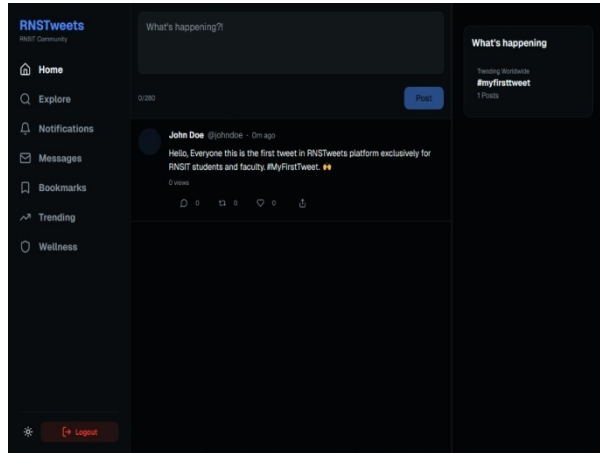 RNSTweets
RNSIT Community
Home
Explore
Notifications
Messages
Bookmarks
Trending
Wellness
Logout
What's happening?!
0/280
Post
John Doe @johndoe · 0m ago
Hello, Everyone this is the first tweet in RNSTweets platform exclusively for
RNSIT students and faculty. #MyFirstTweet. 🙌
0 views
0 0 0
What's happening
Trending Worldwide
#myfirsttweet
1 Posts